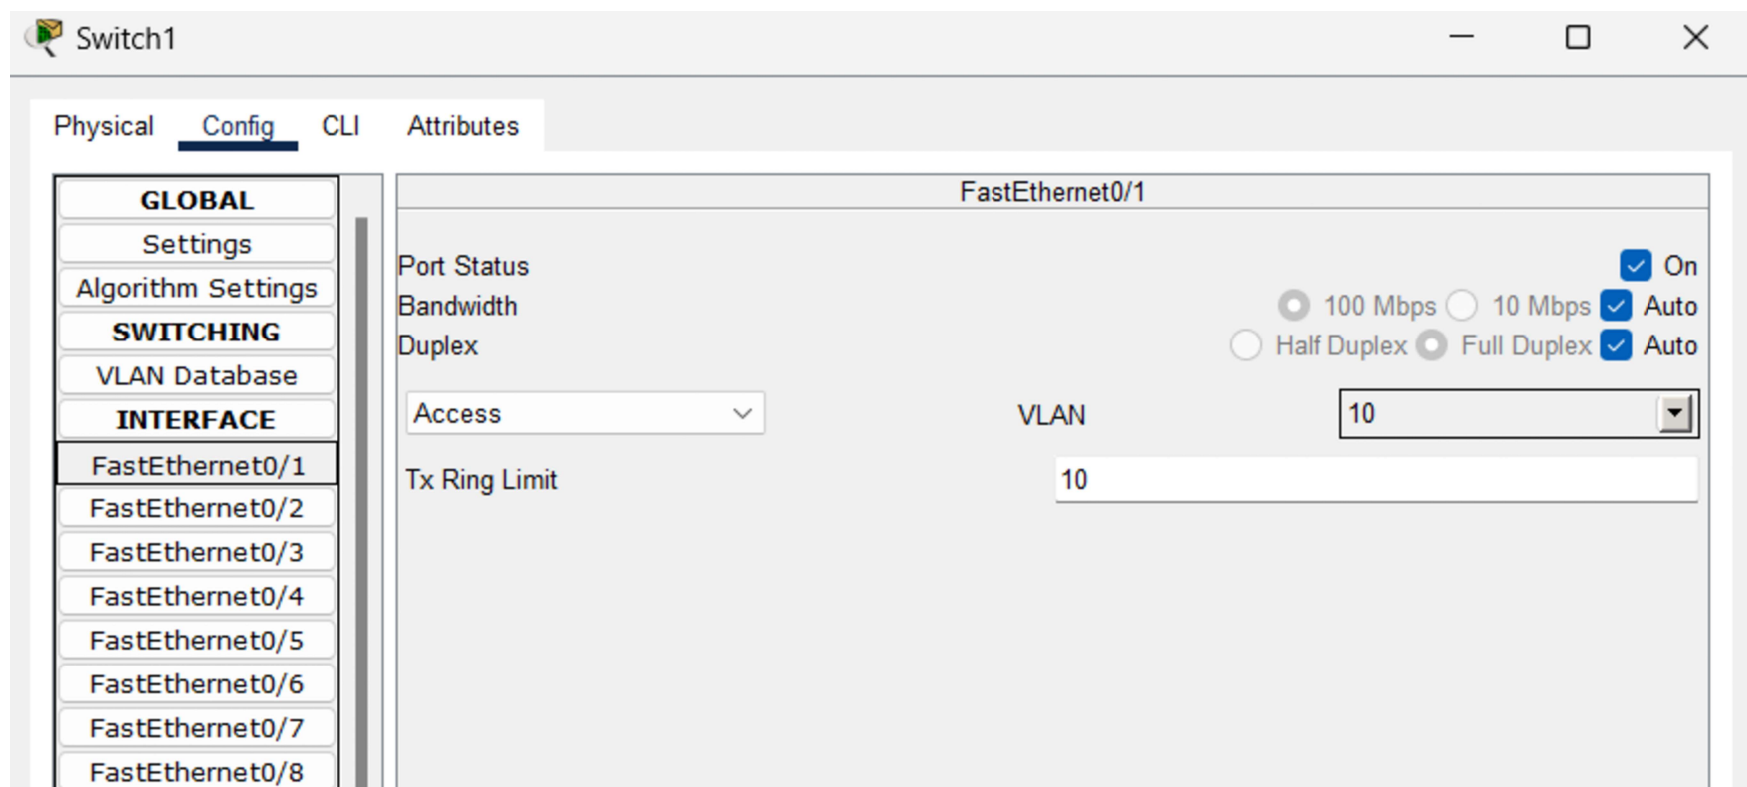 Switch1
Physical Config CLI Attributes
GLOBAL
Settings
Algorithm Settings
SWITCHING
VLAN Database
INTERFACE
FastEthernet0/1
FastEthernet0/2
FastEthernet0/3
FastEthernet0/4
FastEthernet0/5
FastEthernet0/6
FastEthernet0/7
FastEthernet0/8
FastEthernet0/1
Port Status On
Bandwidth 100 Mbps 10 Mbps Auto
Duplex Half Duplex Full Duplex Auto
Access VLAN 10
Tx Ring Limit 10